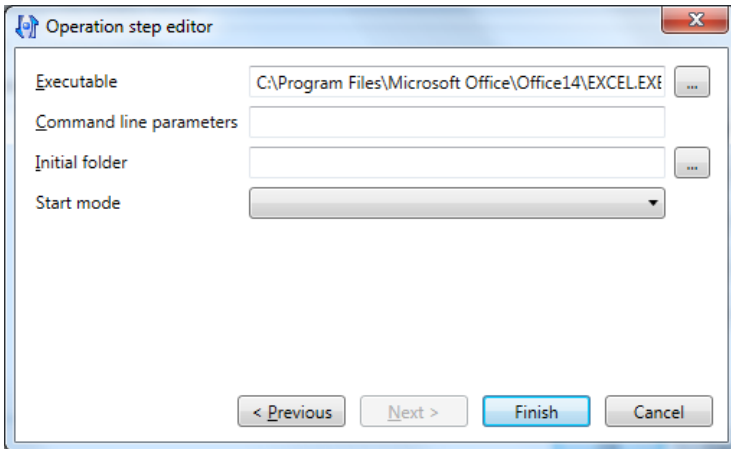 Operation step editor
Executable C:\Program Files\Microsoft Office\Office14\EXCEL.EXE ...
Command line parameters
Initial folder ...
Start mode
< Previous Next > Finish Cancel